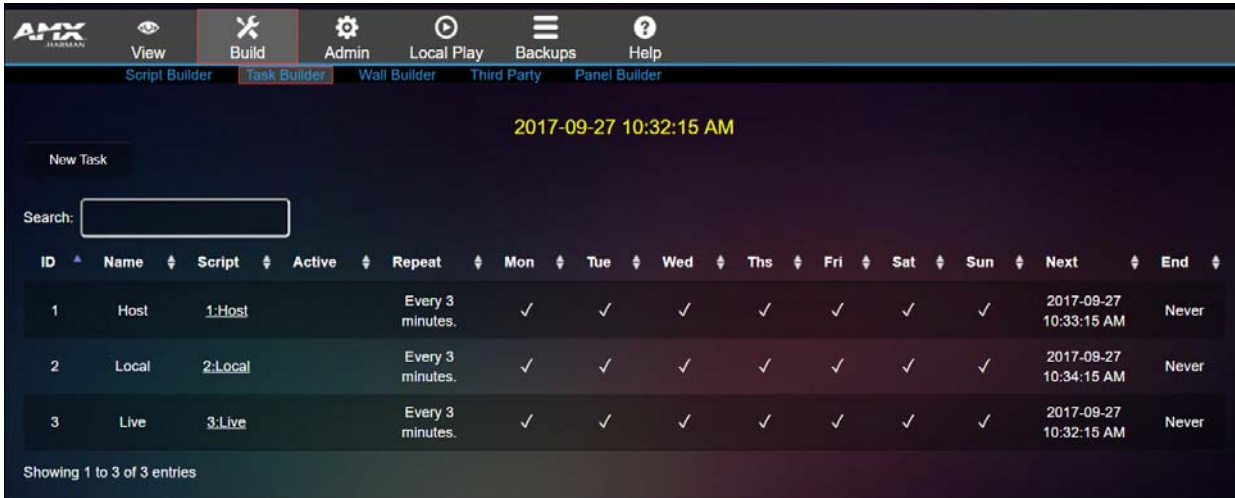 AMX
HARMAN
View Build Admin Local Play Backups Help
Script Builder Task Builder Wall Builder Third Party Panel Builder
2017-09-27 10:32:15 AM
New Task
Search:
ID Name Script Active Repeat Mon Tue Wed Ths Fri Sat Sun Next End
1 Host 1:Host Every 3 minutes. ✓ ✓ ✓ ✓ ✓ ✓ ✓ 2017-09-27 10:33:15 AM Never
2 Local 2:Local Every 3 minutes. ✓ ✓ ✓ ✓ ✓ ✓ ✓ 2017-09-27 10:34:15 AM Never
3 Live 3:Live Every 3 minutes. ✓ ✓ ✓ ✓ ✓ ✓ ✓ 2017-09-27 10:32:15 AM Never
Showing 1 to 3 of 3 entries